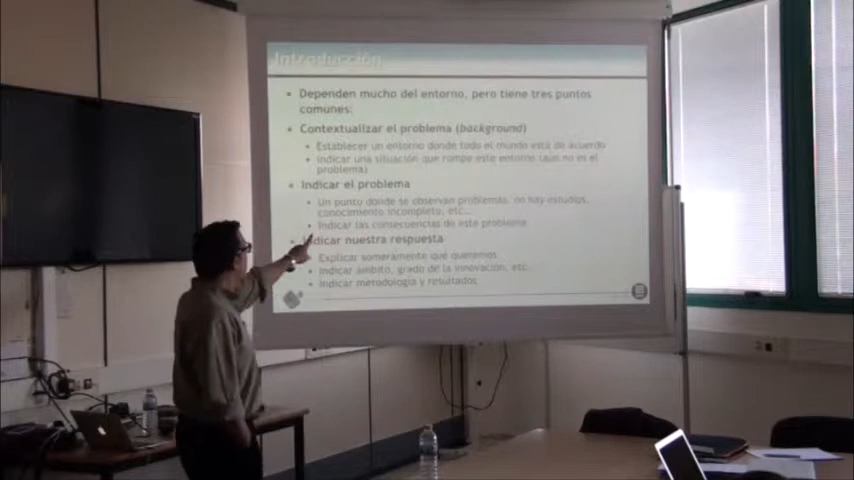 Introducción
Dependen mucho del entorno, pero tiene tres puntos
comunes:
Contextualizar el problema (background)
Establecer un entorno donde todo el mundo está de acuerdo
Indicar una situación que rompe este entorno (aún no es el
problema)
Indicar el problema
Un punto donde se observan problemas, no hay estudios,
conocimiento incompleto, etc...
Indicar las consecuencias de este problema
Indicar nuestra respuesta
Explicar someramente qué queremos
Indicar ámbito, grado de la innovación, etc.
Indicar metodología y resultados